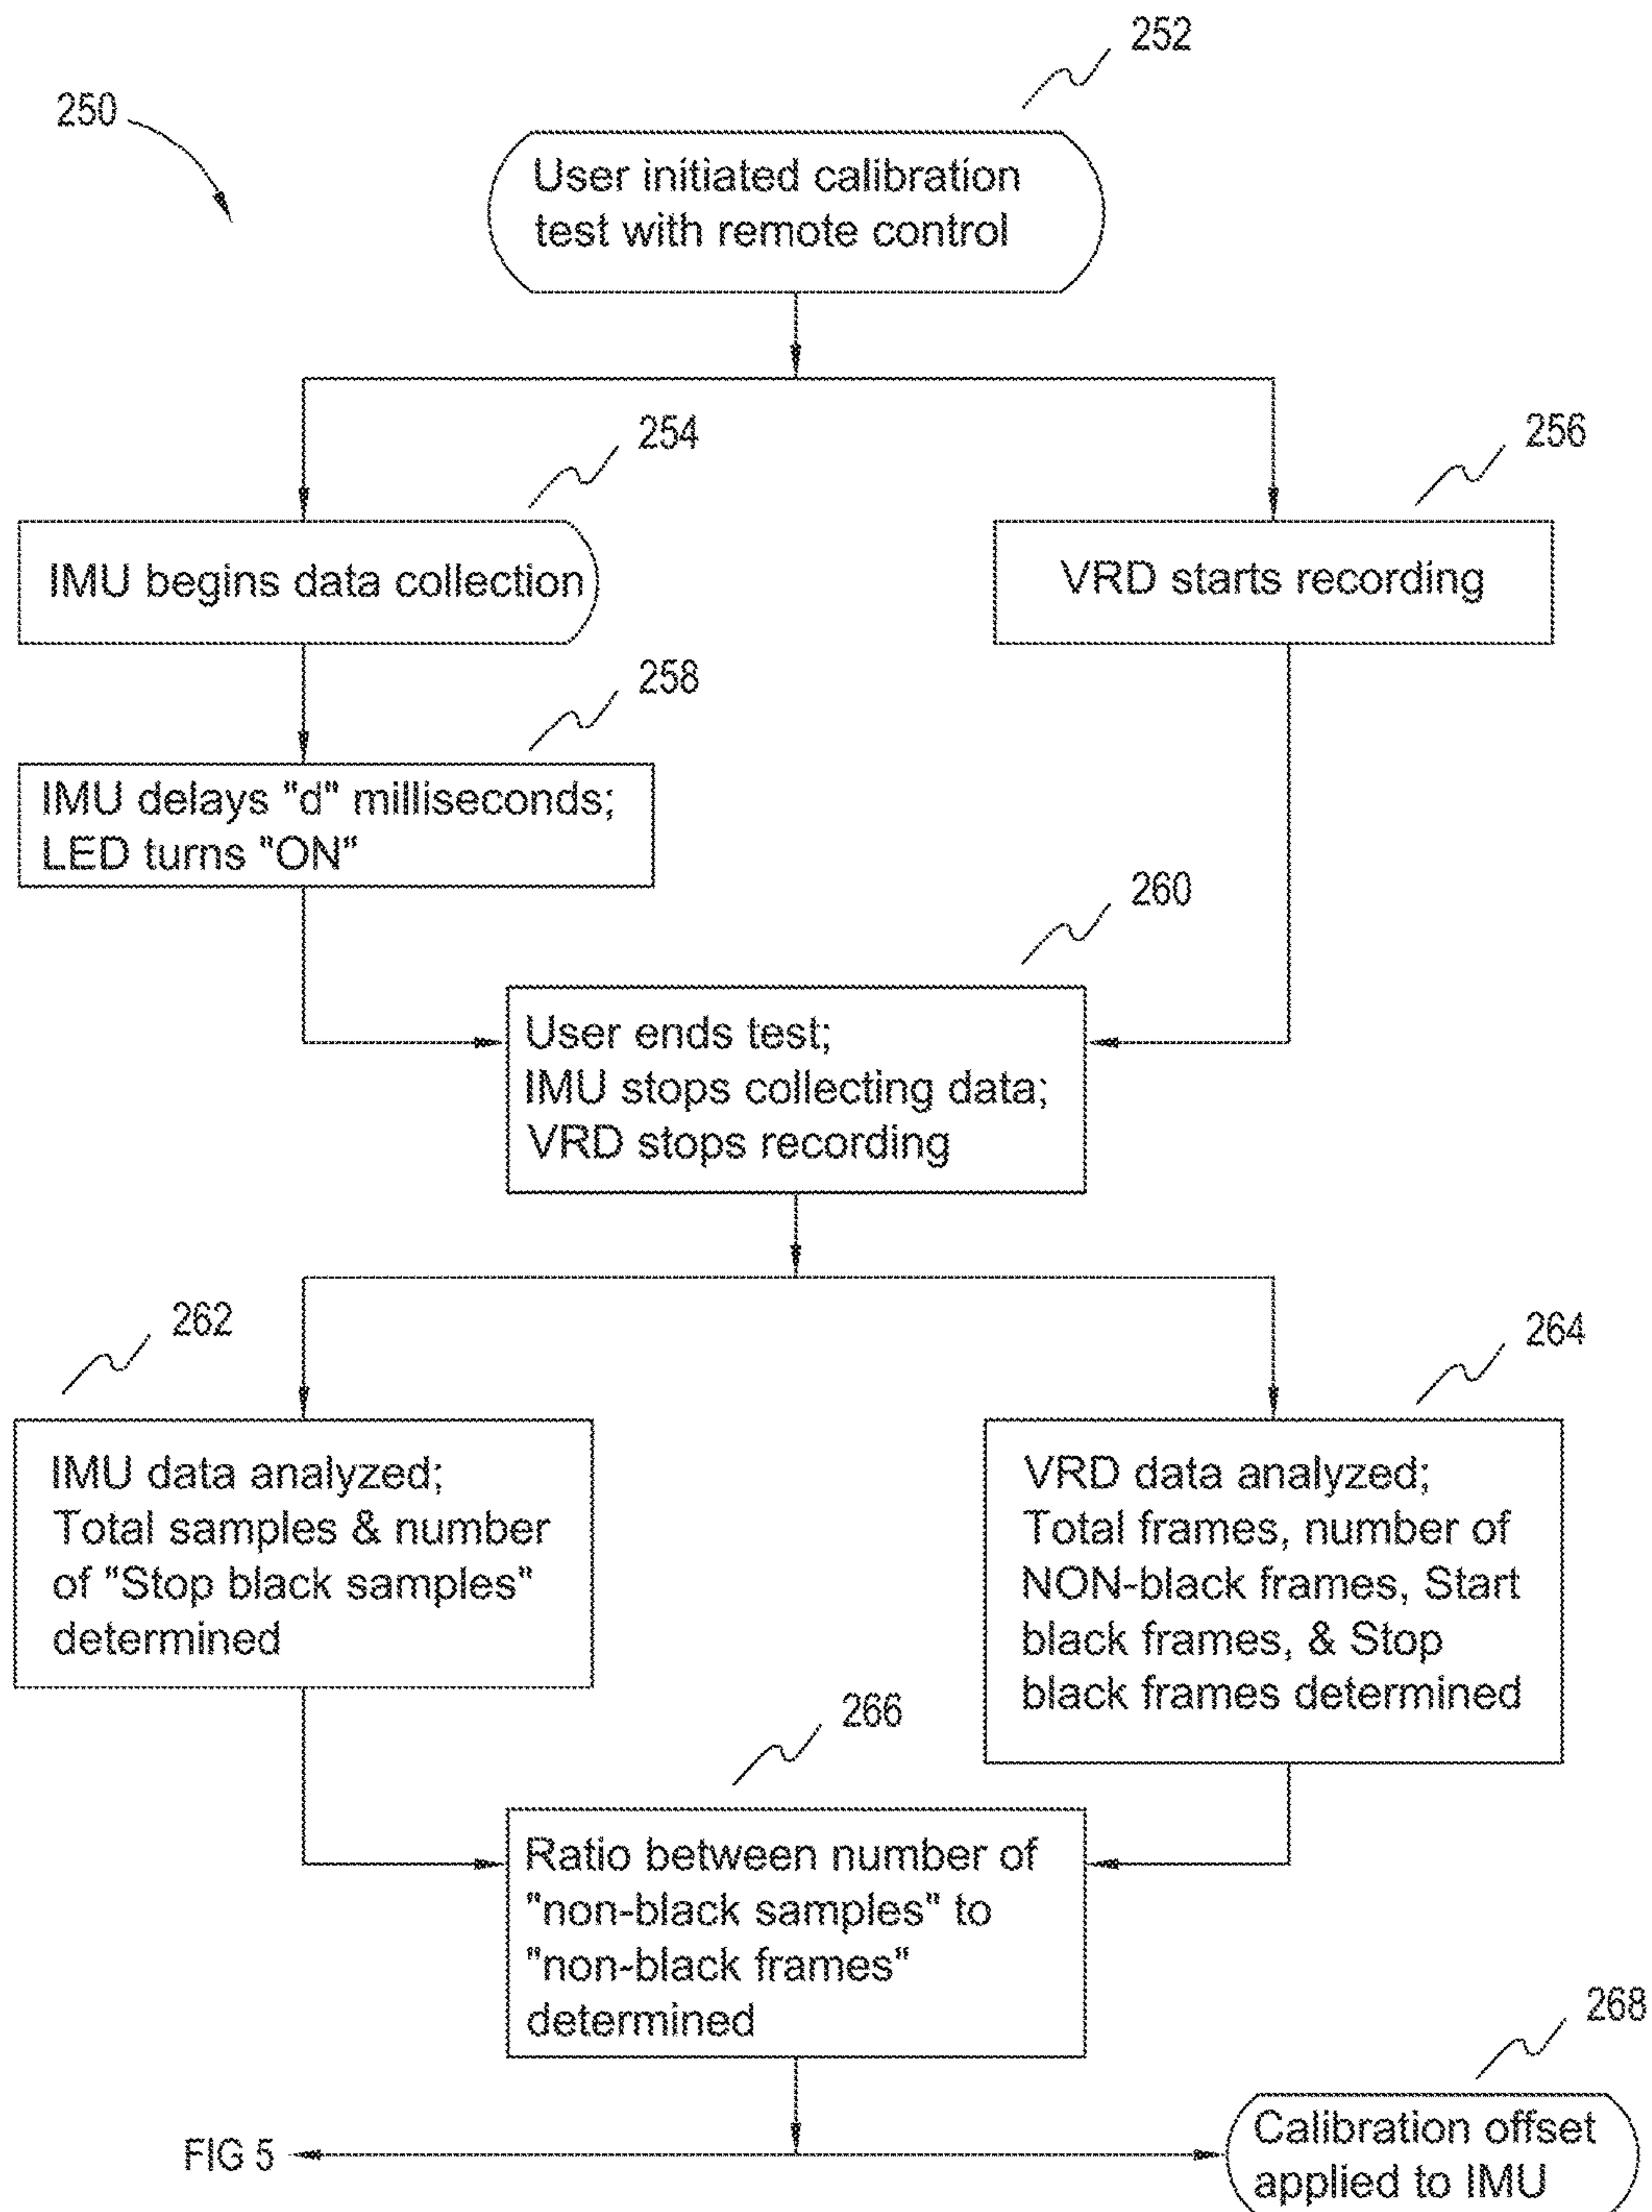 252
250
User initiated calibration
test with remote control
254
256
IMU begins data collection
VRD starts recording
258
IMU delays "d" milliseconds;
LED turns "ON"
260
User ends test;
IMU stops collecting data;
VRD stops recording
262
264
IMU data analyzed;
Total samples & number
of "Stop black samples"
determined
VRD data analyzed;
Total frames, number of
NON-black frames, Start
black frames, & Stop
black frames determined
266
Ratio between number of
"non-black samples" to
"non-black frames"
determined
268
FIG 5
Calibration offset
applied to IMU